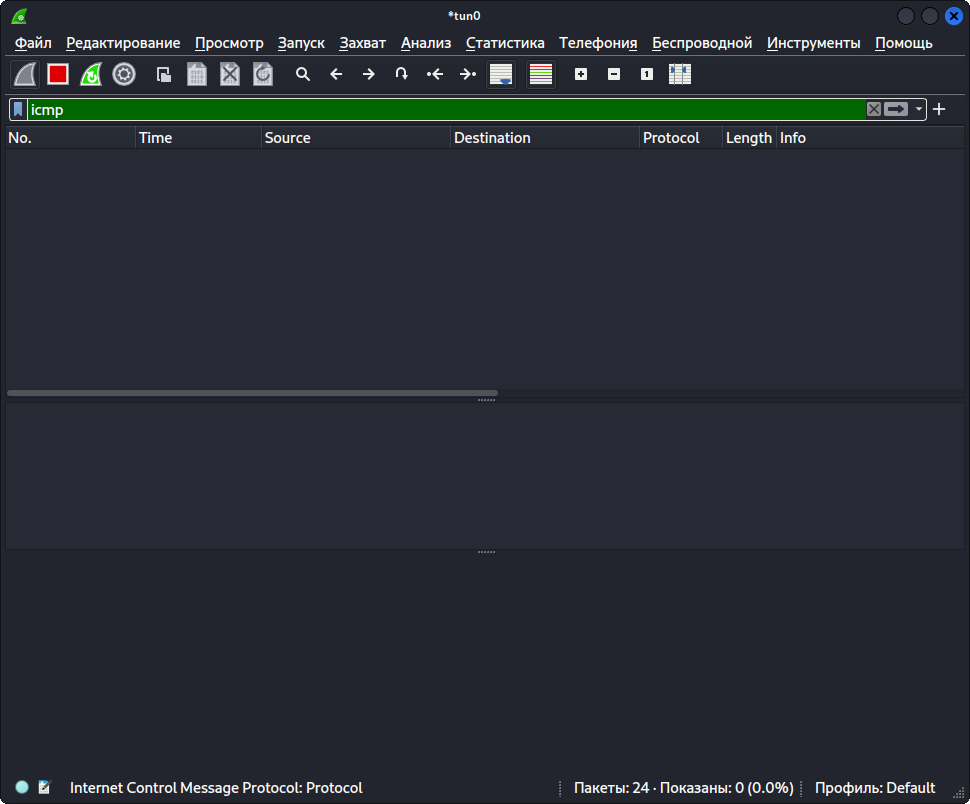 *tun0
Файл Редактирование Просмотр Запуск Захват Анализ Статистика Телефония Беспроводной Инструменты Помощь
icmp
No. Time Source Destination Protocol Length Info
Internet Control Message Protocol: Protocol Пакеты: 24 · Показаны: 0 (0.0%) Профиль: Default